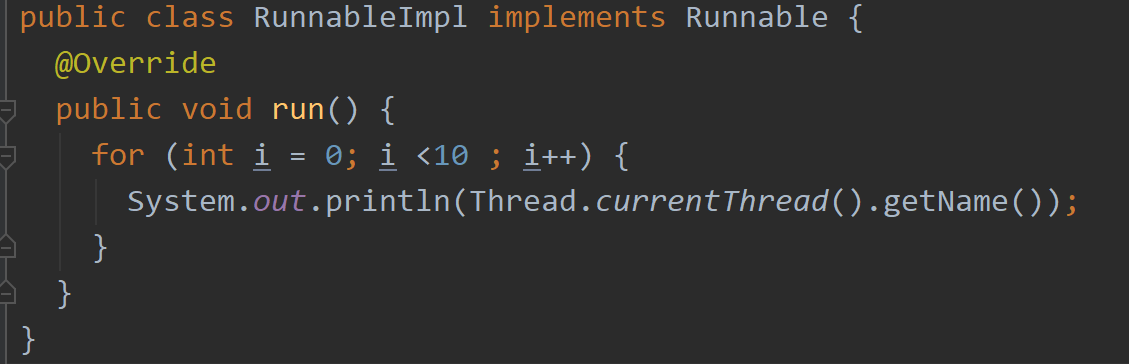 public class RunnableImpl implements Runnable {
  @Override
  public void run() {
    for (int i = 0; i <10 ; i++) {
      System.out.println(Thread.currentThread().getName());
    }
  }
}